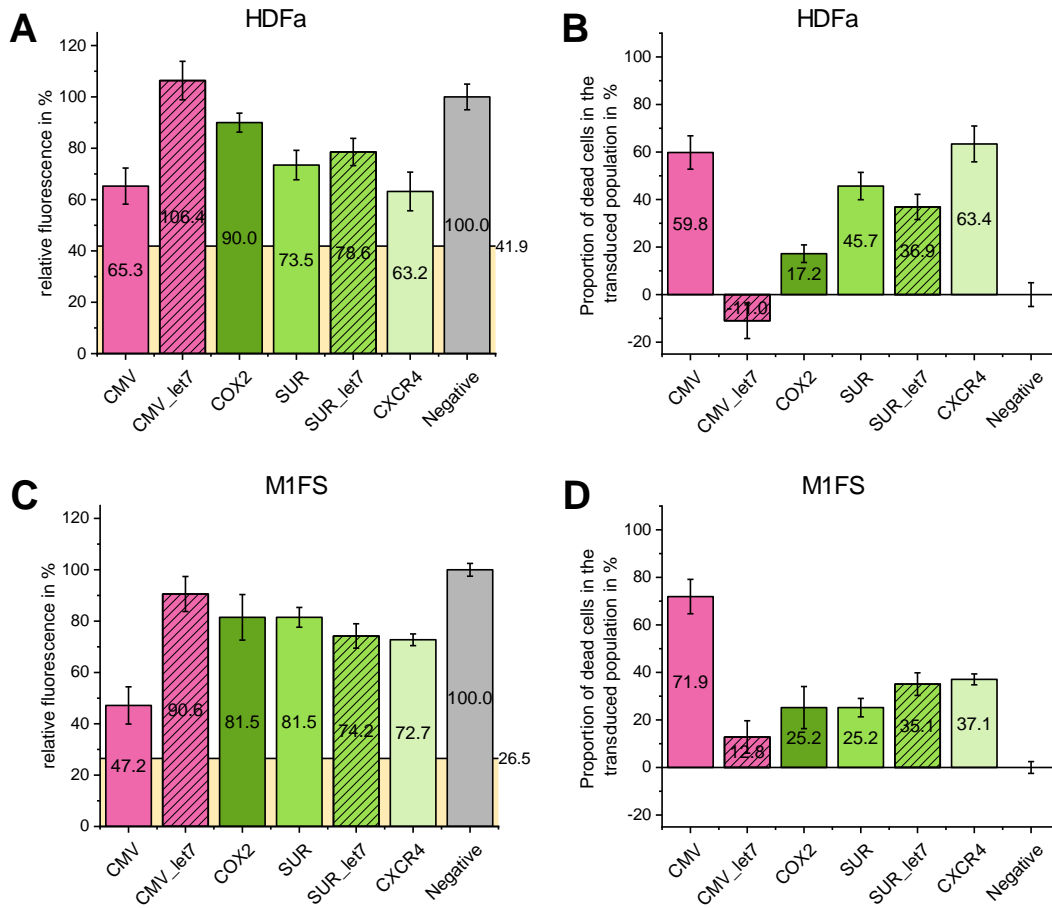 A
HDFa
relative fluorescence in %
120
100
80
60
40
20
0
65.3
106.4
90.0
73.5
78.6
63.2
100.0
41.9
CMV
CMV_let7
COX2
SUR
SUR_let7
CXCR4
Negative
B
HDFa
Proportion of dead cells in the
transduced population in %
100
80
60
40
20
0
-20
59.8
-11.0
17.2
45.7
36.9
63.4
CMV
CMV_let7
COX2
SUR
SUR_let7
CXCR4
Negative
C
M1FS
relative fluorescence in %
120
100
80
60
40
20
0
47.2
90.6
81.5
81.5
74.2
72.7
100.0
26.5
CMV
CMV_let7
COX2
SUR
SUR_let7
CXCR4
Negative
D
M1FS
Proportion of dead cells in the
transduced population in %
100
80
60
40
20
0
-20
71.9
12.8
25.2
25.2
35.1
37.1
CMV
CMV_let7
COX2
SUR
SUR_let7
CXCR4
Negative